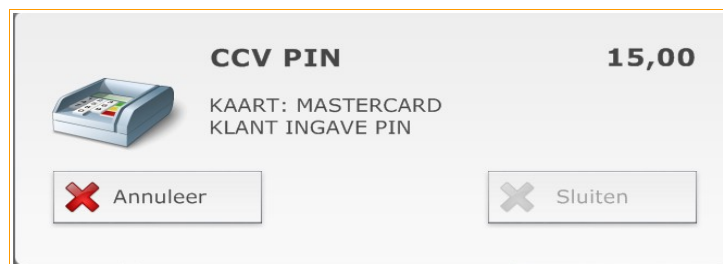 CCV PIN 15,00
KAART: MASTERCARD
KLANT INGAVE PIN
Annuleer Sluiten